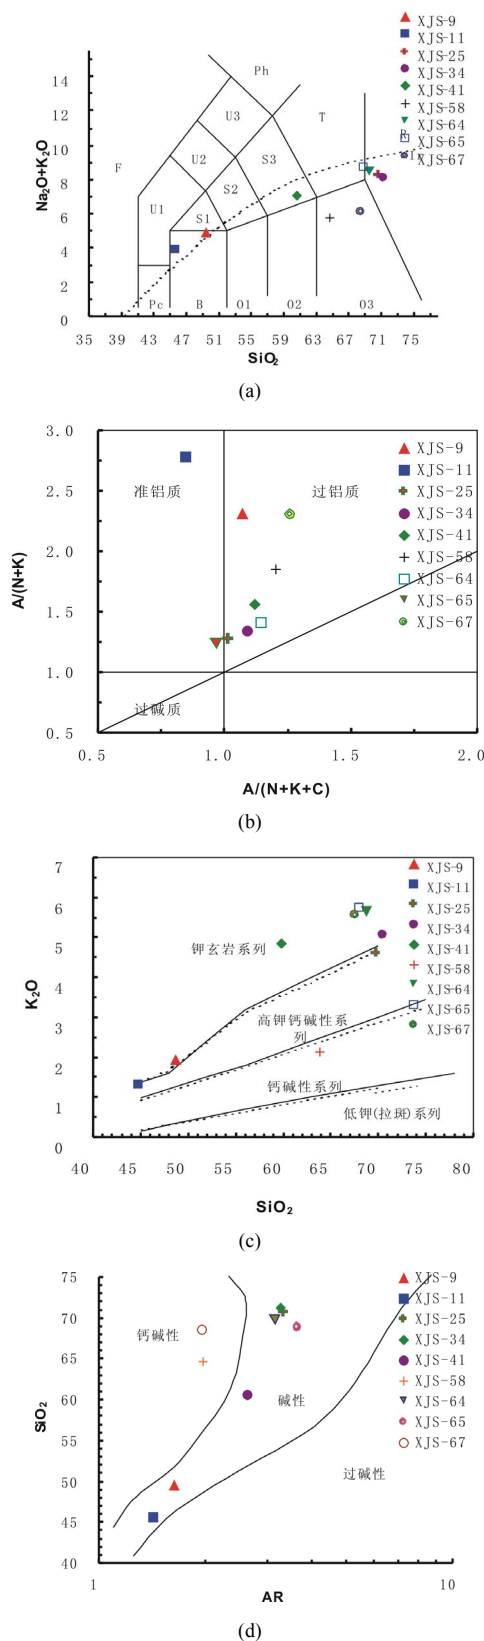 XJS-9
XJS-11
XJS-25
XJS-34
XJS-41
XJS-58
XJS-64
XJS-65
XJS-67
Na₂O+K₂O
14
12
10
8
6
4
2
0
Ph
U3
T
F
U2
S3
R
S2
U1
S1
Pc
B
O1
O2
O3
35 39 43 47 51 55 59 63 67 71 75
SiO₂
(a)
A/(N+K)
3.0
2.5
2.0
1.5
1.0
0.5
准铝质
过铝质
过碱质
XJS-9
XJS-11
XJS-25
XJS-34
XJS-41
XJS-58
XJS-64
XJS-65
XJS-67
0.5 1.0 1.5 2.0
A/(N+K+C)
(b)
K₂O
7
6
5
4
3
2
1
0
XJS-9
XJS-11
XJS-25
XJS-34
XJS-41
XJS-58
XJS-64
XJS-65
XJS-67
钾玄岩系列
高钾钙碱性系
列
钙碱性系列
低钾(拉斑)系列
40 45 50 55 60 65 70 75 80
SiO₂
(c)
SiO₂
75
70
65
60
55
50
45
40
XJS-9
XJS-11
XJS-25
XJS-34
XJS-41
XJS-58
XJS-64
XJS-65
XJS-67
钙碱性
碱性
过碱性
1 10
AR
(d)